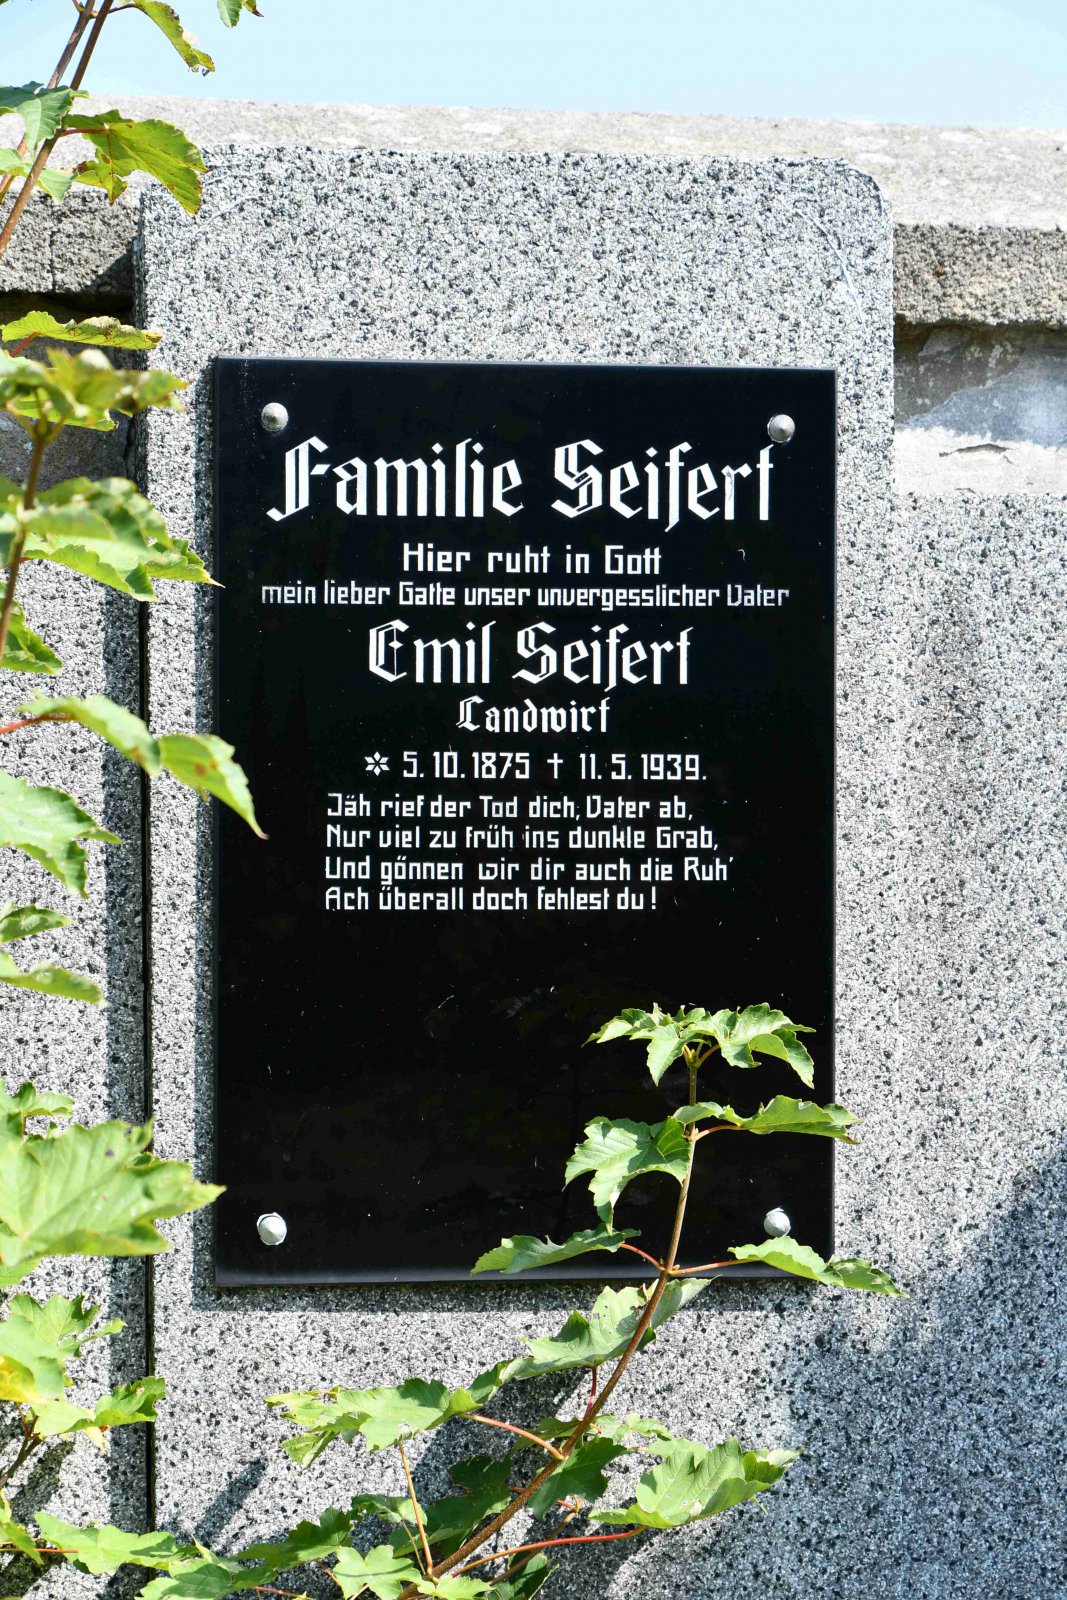 Familie Seifert
Hier ruht in Gott
mein lieber Gatte unser unvergesslicher Vater
Emil Seifert
Landwirt
✲ 5.10.1875 † 11.5.1939.
Jäh rief der Tod dich, Vater ab,
Nur viel zu früh ins dunkle Grab,
Und gönnen wir dir auch die Ruh'
Ach überall doch fehlest du!